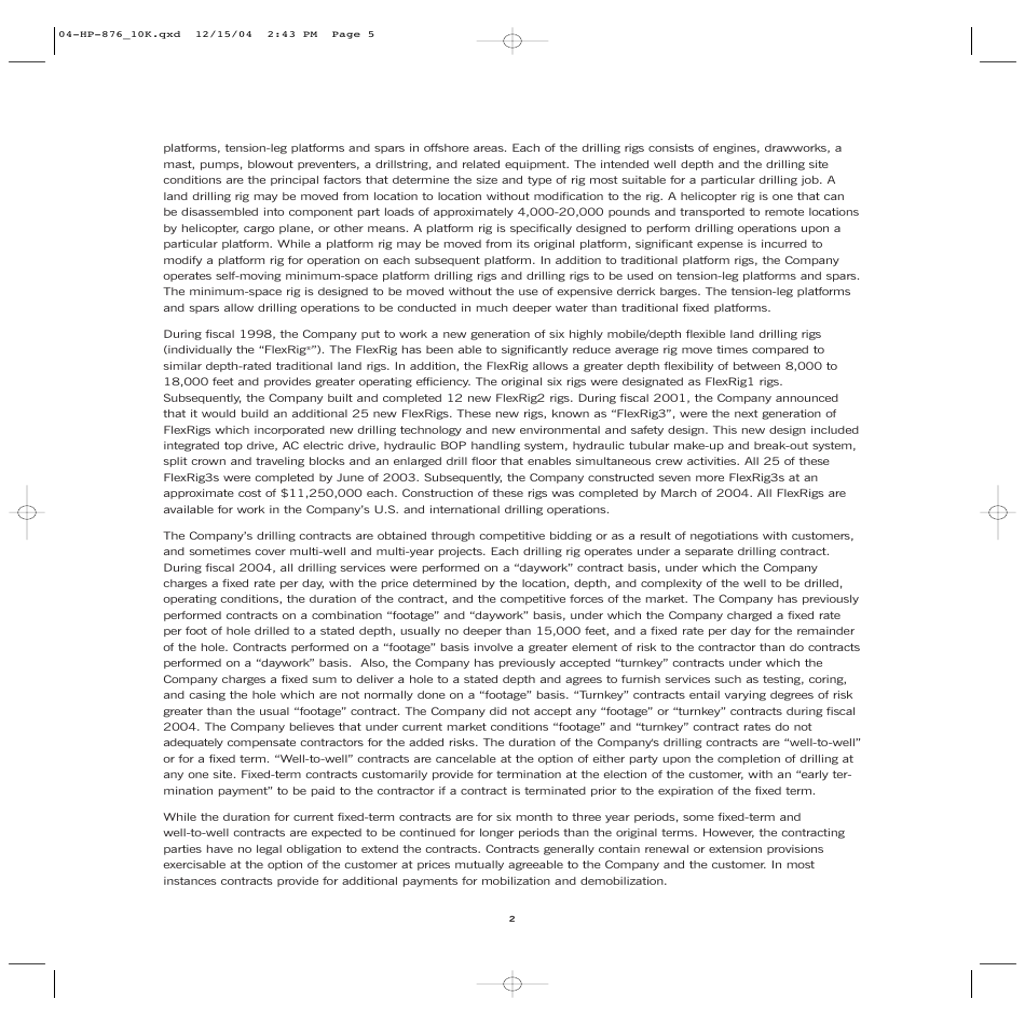 04-HP-876_10K.qxd 12/15/04 2:43 PM Page 5
platforms, tension-leg platforms and spars in offshore areas. Each of the drilling rigs consists of engines, drawworks, a
mast, pumps, blowout preventers, a drillstring, and related equipment. The intended well depth and the drilling site
conditions are the principal factors that determine the size and type of rig most suitable for a particular drilling job. A
land drilling rig may be moved from location to location without modification to the rig. A helicopter rig is one that can
be disassembled into component part loads of approximately 4,000-20,000 pounds and transported to remote locations
by helicopter, cargo plane, or other means. A platform rig is specifically designed to perform drilling operations upon a
particular platform. While a platform rig may be moved from its original platform, significant expense is incurred to
modify a platform rig for operation on each subsequent platform. In addition to traditional platform rigs, the Company
operates self-moving minimum-space platform drilling rigs and drilling rigs to be used on tension-leg platforms and spars.
The minimum-space rig is designed to be moved without the use of expensive derrick barges. The tension-leg platforms
and spars allow drilling operations to be conducted in much deeper water than traditional fixed platforms.
During fiscal 1998, the Company put to work a new generation of six highly mobile/depth flexible land drilling rigs
(individually the “FlexRig®”). The FlexRig has been able to significantly reduce average rig move times compared to
similar depth-rated traditional land rigs. In addition, the FlexRig allows a greater depth flexibility of between 8,000 to
18,000 feet and provides greater operating efficiency. The original six rigs were designated as FlexRig1 rigs.
Subsequently, the Company built and completed 12 new FlexRig2 rigs. During fiscal 2001, the Company announced
that it would build an additional 25 new FlexRigs. These new rigs, known as “FlexRig3”, were the next generation of
FlexRigs which incorporated new drilling technology and new environmental and safety design. This new design included
integrated top drive, AC electric drive, hydraulic BOP handling system, hydraulic tubular make-up and break-out system,
split crown and traveling blocks and an enlarged drill floor that enables simultaneous crew activities. All 25 of these
FlexRig3s were completed by June of 2003. Subsequently, the Company constructed seven more FlexRig3s at an
approximate cost of $11,250,000 each. Construction of these rigs was completed by March of 2004. All FlexRigs are
available for work in the Company’s U.S. and international drilling operations.
The Company’s drilling contracts are obtained through competitive bidding or as a result of negotiations with customers,
and sometimes cover multi-well and multi-year projects. Each drilling rig operates under a separate drilling contract.
During fiscal 2004, all drilling services were performed on a “daywork” contract basis, under which the Company
charges a fixed rate per day, with the price determined by the location, depth, and complexity of the well to be drilled,
operating conditions, the duration of the contract, and the competitive forces of the market. The Company has previously
performed contracts on a combination “footage” and “daywork” basis, under which the Company charged a fixed rate
per foot of hole drilled to a stated depth, usually no deeper than 15,000 feet, and a fixed rate per day for the remainder
of the hole. Contracts performed on a “footage” basis involve a greater element of risk to the contractor than do contracts
performed on a “daywork” basis.  Also, the Company has previously accepted “turnkey” contracts under which the
Company charges a fixed sum to deliver a hole to a stated depth and agrees to furnish services such as testing, coring,
and casing the hole which are not normally done on a “footage” basis. “Turnkey” contracts entail varying degrees of risk
greater than the usual “footage” contract. The Company did not accept any “footage” or “turnkey” contracts during fiscal
2004. The Company believes that under current market conditions “footage” and “turnkey” contract rates do not
adequately compensate contractors for the added risks. The duration of the Company's drilling contracts are “well-to-well”
or for a fixed term. “Well-to-well” contracts are cancelable at the option of either party upon the completion of drilling at
any one site. Fixed-term contracts customarily provide for termination at the election of the customer, with an “early ter-
mination payment” to be paid to the contractor if a contract is terminated prior to the expiration of the fixed term.
While the duration for current fixed-term contracts are for six month to three year periods, some fixed-term and
well-to-well contracts are expected to be continued for longer periods than the original terms. However, the contracting
parties have no legal obligation to extend the contracts. Contracts generally contain renewal or extension provisions
exercisable at the option of the customer at prices mutually agreeable to the Company and the customer. In most
instances contracts provide for additional payments for mobilization and demobilization.
2